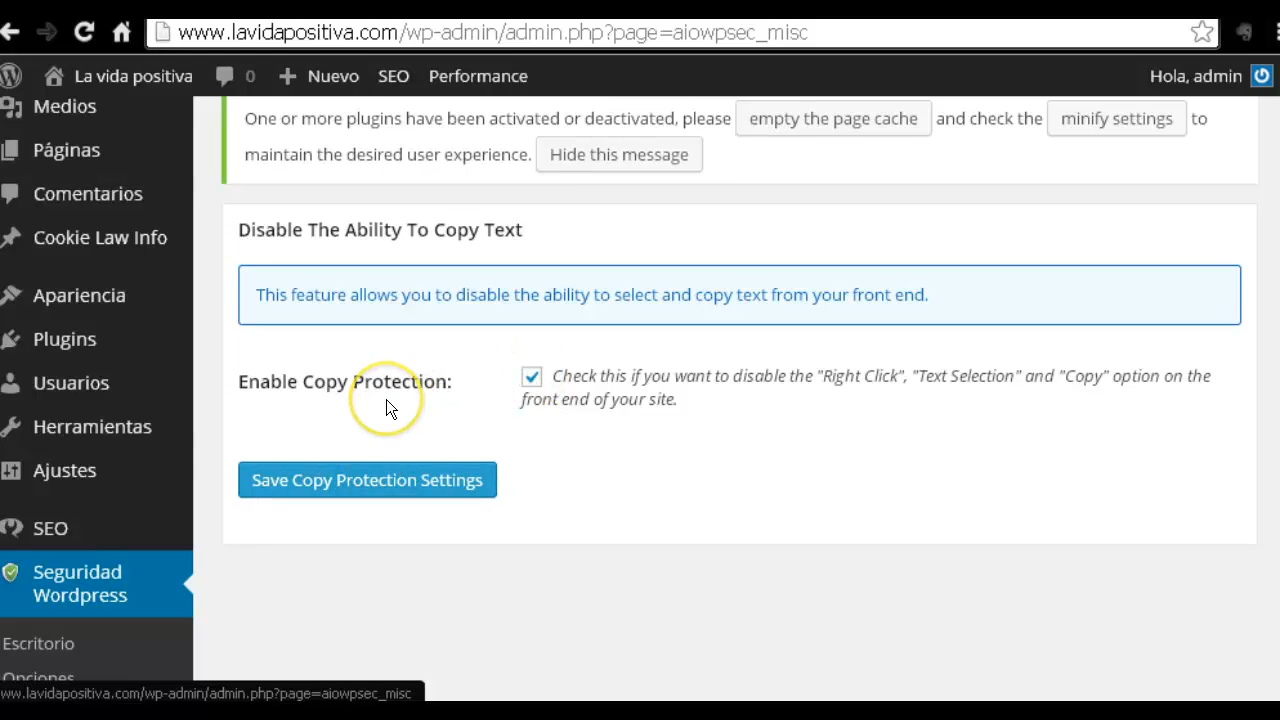 www.lavidapositiva.com/wp-admin/admin.php?page=aiowpsec_misc
La vida positiva 0 Nuevo SEO Performance Hola, admin
Medios
Páginas
Comentarios
Cookie Law Info
Apariencia
Plugins
Usuarios
Herramientas
Ajustes
SEO
Seguridad
Wordpress
Escritorio
Opciones
One or more plugins have been activated or deactivated, please empty the page cache and check the minify settings to
maintain the desired user experience. Hide this message
Disable The Ability To Copy Text
This feature allows you to disable the ability to select and copy text from your front end.
Enable Copy Protection: Check this if you want to disable the "Right Click", "Text Selection" and "Copy" option on the
front end of your site.
Save Copy Protection Settings
ww.lavidapositiva.com/wp-admin/admin.php?page=aiowpsec_misc